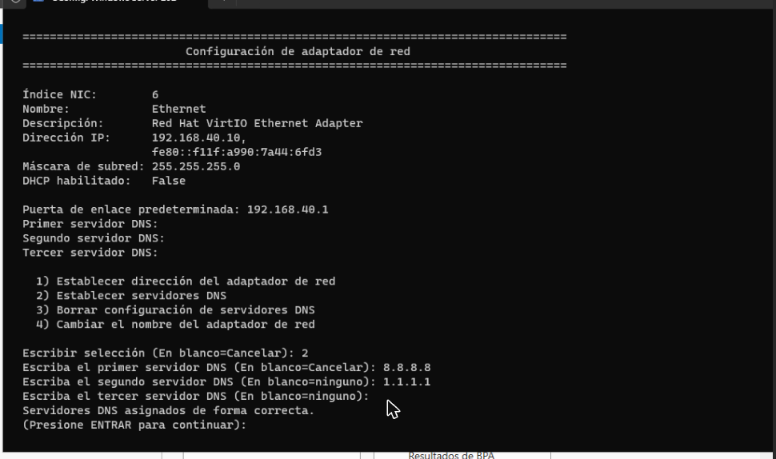 ================================================================================
Configuración de adaptador de red
================================================================================
Índice NIC: 6
Nombre: Ethernet
Descripción: Red Hat VirtIO Ethernet Adapter
Dirección IP: 192.168.40.10,
fe80::f11f:a990:7a44:6fd3
Máscara de subred: 255.255.255.0
DHCP habilitado: False
Puerta de enlace predeterminada: 192.168.40.1
Primer servidor DNS:
Segundo servidor DNS:
Tercer servidor DNS:
1) Establecer dirección del adaptador de red
2) Establecer servidores DNS
3) Borrar configuración de servidores DNS
4) Cambiar el nombre del adaptador de red
Escribir selección (En blanco=Cancelar): 2
Escriba el primer servidor DNS (En blanco=Cancelar): 8.8.8.8
Escriba el segundo servidor DNS (En blanco=ninguno): 1.1.1.1
Escriba el tercer servidor DNS (En blanco=ninguno):
Servidores DNS asignados de forma correcta.
(Presione ENTRAR para continuar):
Resultados de BPA